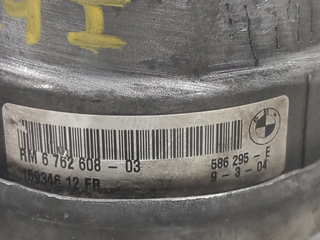 RM 6 762 608 - 03
586 295 - E
159346 12 FR
9 - 3 - 04